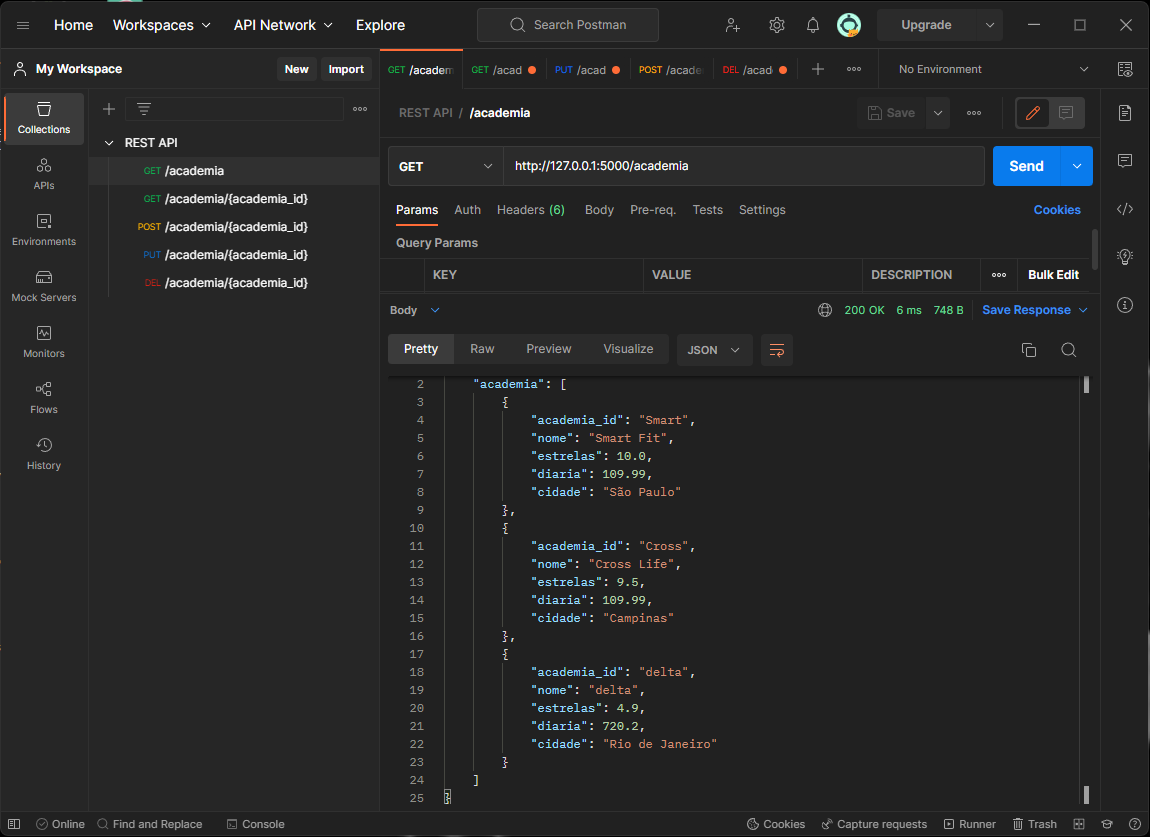 Home Workspaces API Network Explore Search Postman Upgrade
My Workspace New Import GET /academ GET /acad PUT /acad POST /acade DEL /acad No Environment
REST API / /academia Save
Collections
APIs
Environments
Mock Servers
Monitors
Flows
History
REST API
GET /academia
GET /academia/{academia_id}
POST /academia/{academia_id}
PUT /academia/{academia_id}
DEL /academia/{academia_id}
GET http://127.0.0.1:5000/academia Send
Params Auth Headers (6) Body Pre-req. Tests Settings Cookies
Query Params
KEY VALUE DESCRIPTION Bulk Edit
Body 200 OK 6 ms 748 B Save Response
Pretty Raw Preview Visualize JSON
2 "academia": [
3 {
4 "academia_id": "Smart",
5 "nome": "Smart Fit",
6 "estrelas": 10.0,
7 "diaria": 109.99,
8 "cidade": "São Paulo"
9 },
10 {
11 "academia_id": "Cross",
12 "nome": "Cross Life",
13 "estrelas": 9.5,
14 "diaria": 109.99,
15 "cidade": "Campinas"
16 },
17 {
18 "academia_id": "delta",
19 "nome": "delta",
20 "estrelas": 4.9,
21 "diaria": 720.2,
22 "cidade": "Rio de Janeiro"
23 }
24 ]
25 }
Online Find and Replace Console Cookies Capture requests Runner Trash